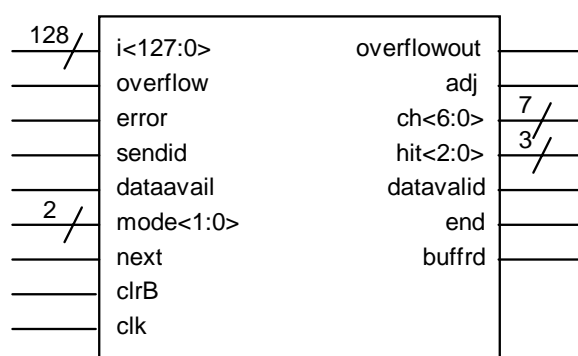 128 i<127:0> overflowout
overflow adj
error ch<6:0> 7
sendid hit<2:0> 3
dataavail datavalid
2 mode<1:0> end
next buffrd
clrB
clk